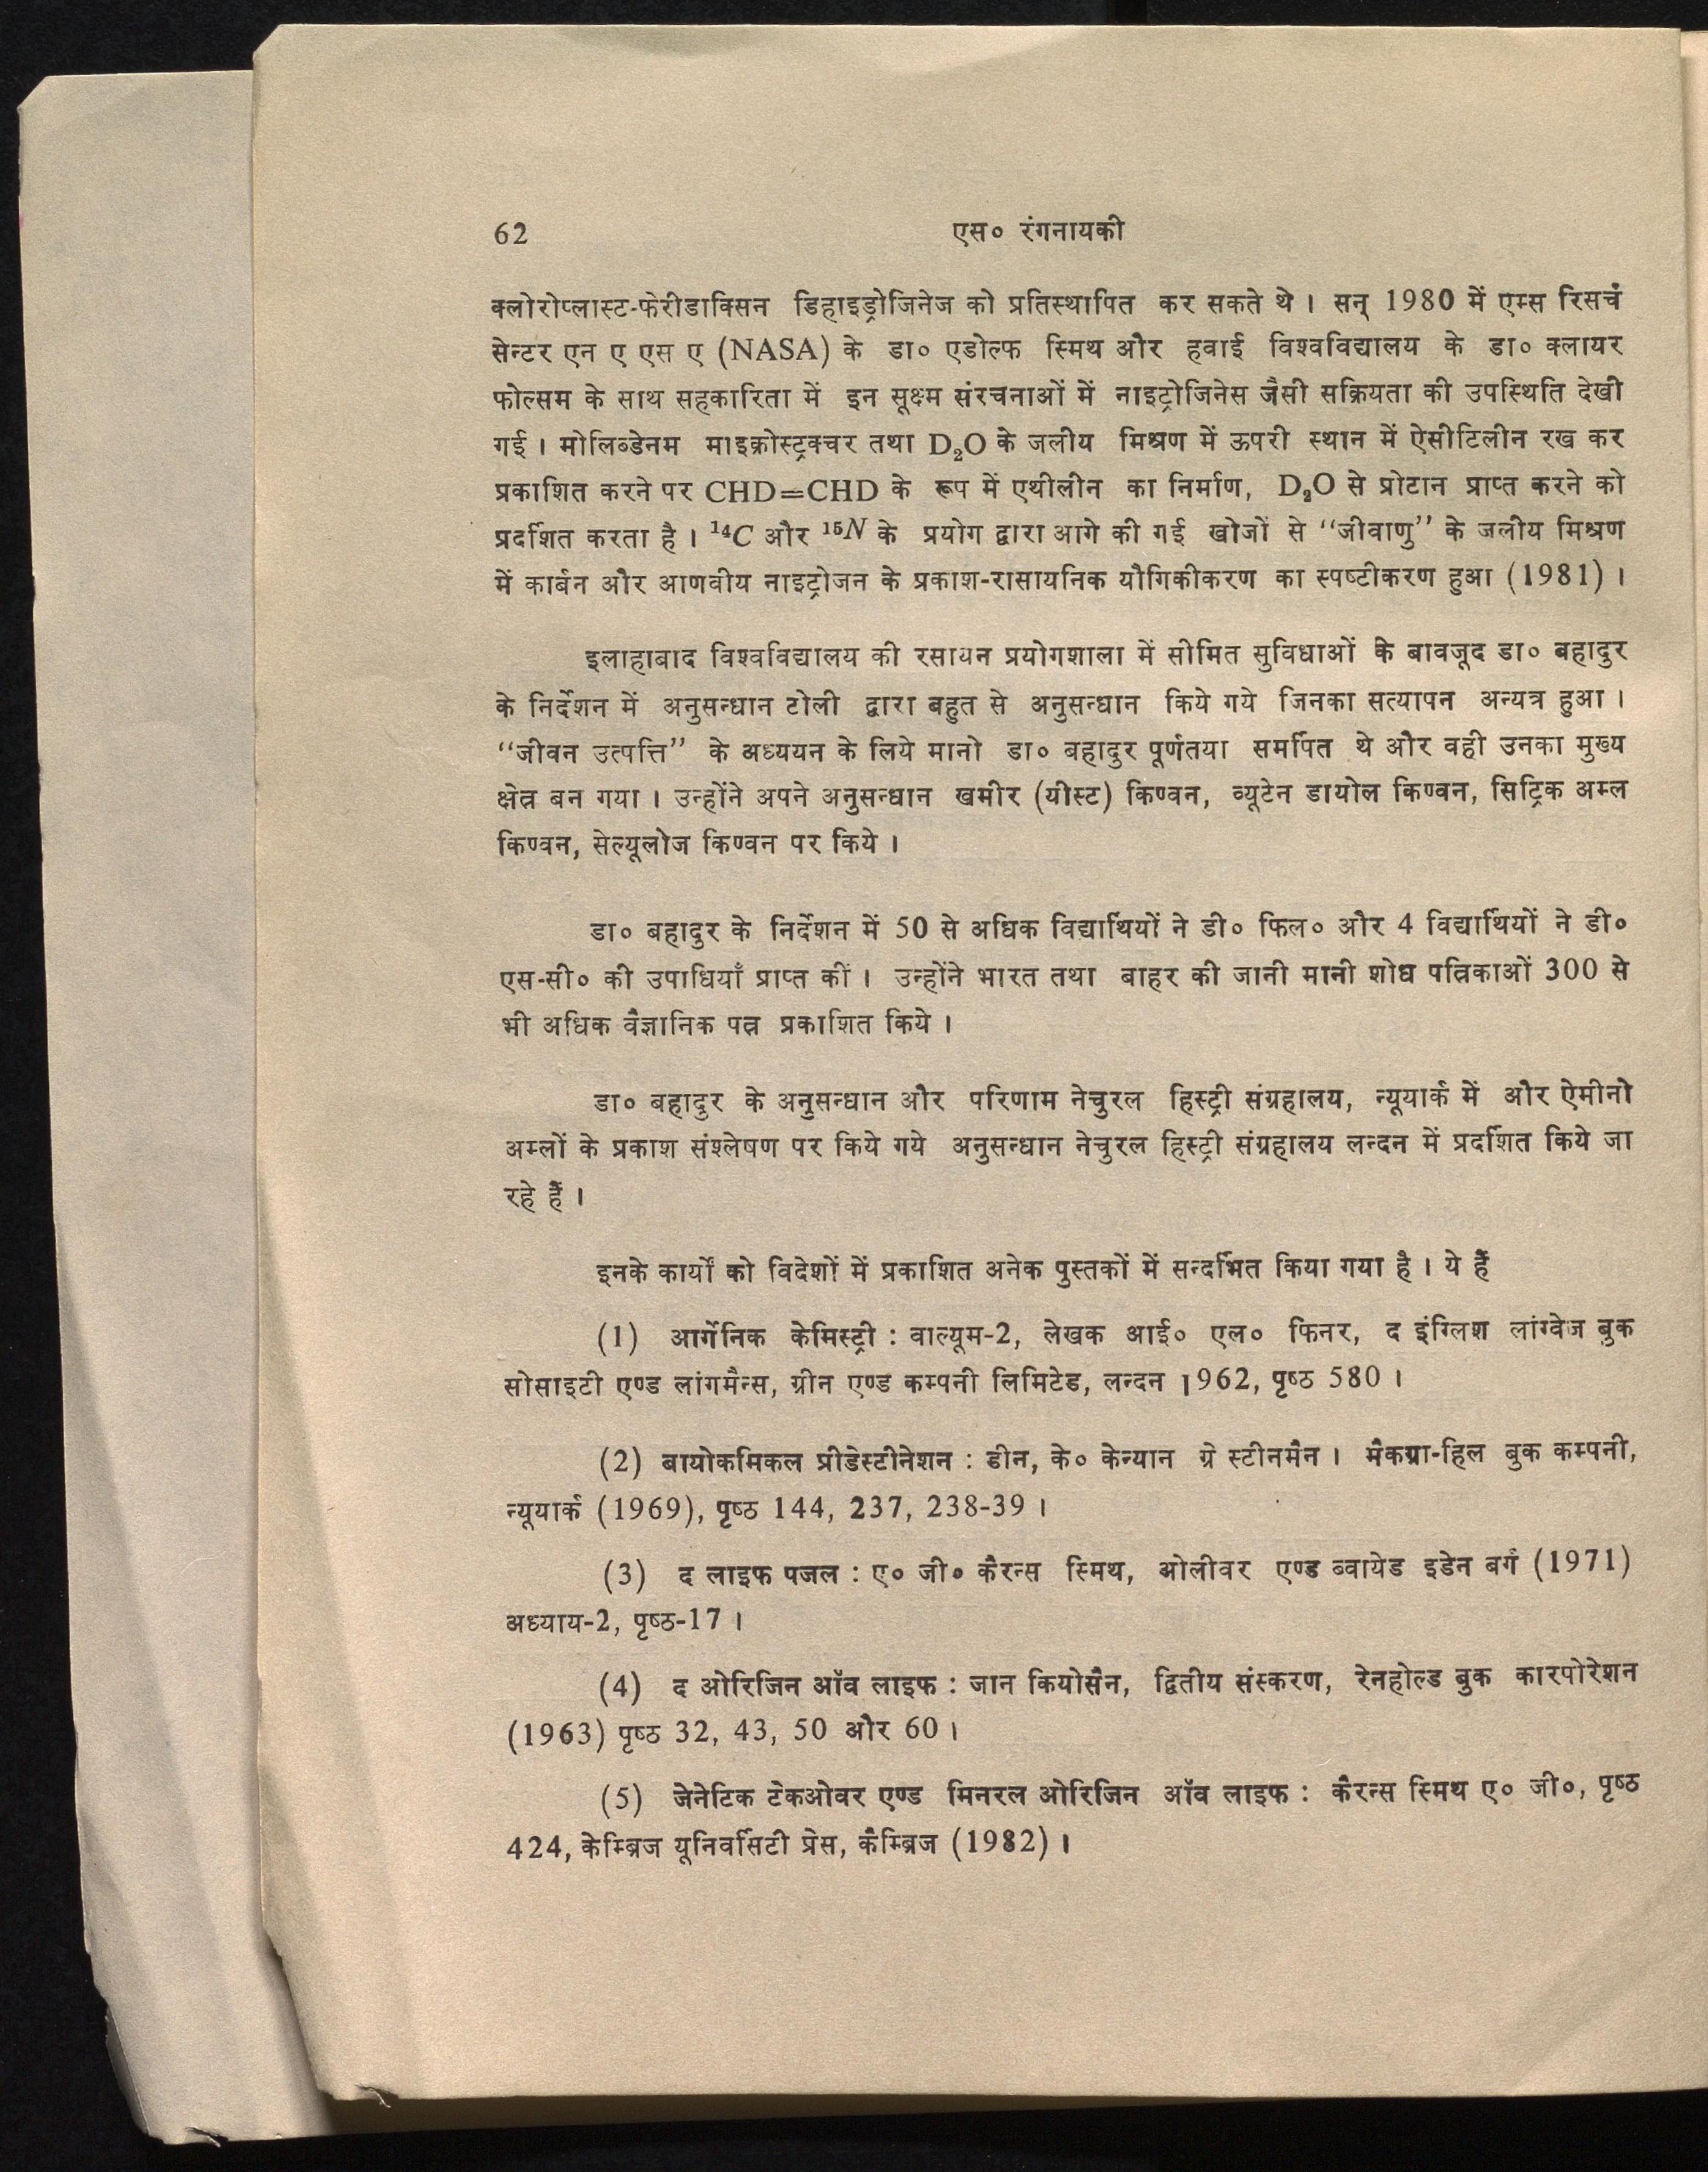 62 एस० रंगनायकी
क्लोरोप्लास्ट-फेरीडाक्सिन डिहाइड्रोजिनेज को प्रतिस्थापित कर सकते थे। सन् 1980 में एम्स रिसर्च
सेन्टर एन ए एस ए (NASA) के डा० एडोल्फ स्मिथ और हवाई विश्वविद्यालय के डा० क्लायर
फोल्सम के साथ सहकारिता में इन सूक्ष्म संरचनाओं में नाइट्रोजिनेस जैसी सक्रियता की उपस्थिति देखी
गई। मोलिब्डेनम माइक्रोस्ट्रक्चर तथा D₂O के जलीय मिश्रण में ऊपरी स्थान में ऐसीटिलीन रख कर
प्रकाशित करने पर CHD=CHD के रूप में एथीलीन का निर्माण, D₂O से प्रोटान प्राप्त करने को
प्रदर्शित करता है। ¹⁴C और ¹⁵N के प्रयोग द्वारा आगे की गई खोजों से “जीवाणु” के जलीय मिश्रण
में कार्बन और आणवीय नाइट्रोजन के प्रकाश-रासायनिक यौगिकीकरण का स्पष्टीकरण हुआ (1981)।
इलाहाबाद विश्वविद्यालय की रसायन प्रयोगशाला में सीमित सुविधाओं के बावजूद डा० बहादुर
के निर्देशन में अनुसन्धान टोली द्वारा बहुत से अनुसन्धान किये गये जिनका सत्यापन अन्यत्र हुआ।
“जीवन उत्पत्ति” के अध्ययन के लिये मानो डा० बहादुर पूर्णतया समर्पित थे और वही उनका मुख्य
क्षेत्र बन गया। उन्होंने अपने अनुसन्धान खमीर (यीस्ट) किण्वन, ब्यूटेन डायोल किण्वन, सिट्रिक अम्ल
किण्वन, सेल्यूलोज किण्वन पर किये।
डा० बहादुर के निर्देशन में 50 से अधिक विद्यार्थियों ने डी० फिल० और 4 विद्यार्थियों ने डी०
एस-सी० की उपाधियाँ प्राप्त कीं। उन्होंने भारत तथा बाहर की जानी मानी शोध पत्रिकाओं 300 से
भी अधिक वैज्ञानिक पत्र प्रकाशित किये।
डा० बहादुर के अनुसन्धान और परिणाम नेचुरल हिस्ट्री संग्रहालय, न्यूयार्क में और ऐमीनो
अम्लों के प्रकाश संश्लेषण पर किये गये अनुसन्धान नेचुरल हिस्ट्री संग्रहालय लन्दन में प्रदर्शित किये जा
रहे हैं।
इनके कार्यों को विदेशों में प्रकाशित अनेक पुस्तकों में सन्दर्भित किया गया है। ये हैं
(1) आर्गेनिक केमिस्ट्री : वाल्यूम-2, लेखक आई० एल० फिनर, द इंग्लिश लांग्वेज बुक
सोसाइटी एण्ड लांगमैन्स, ग्रीन एण्ड कम्पनी लिमिटेड, लन्दन 1962, पृष्ठ 580।
(2) बायोकमिकल प्रीडेस्टीनेशन : डीन, के० केन्यान ग्रे स्टीनमैन। मैकग्रा-हिल बुक कम्पनी,
न्यूयार्क (1969), पृष्ठ 144, 237, 238-39।
(3) द लाइफ पजल : ए० जी० कैरन्स स्मिथ, ओलीवर एण्ड ब्वायेड इडेन बर्ग (1971)
अध्याय-2, पृष्ठ-17।
(4) द ओरिजिन ऑव लाइफ : जान कियोसैन, द्वितीय संस्करण, रेनहोल्ड बुक कारपोरेशन
(1963) पृष्ठ 32, 43, 50 और 60।
(5) जेनेटिक टेकओवर एण्ड मिनरल ओरिजिन ऑव लाइफ : कैरन्स स्मिथ ए० जी०, पृष्ठ
424, केम्ब्रिज यूनिवर्सिटी प्रेस, कैम्ब्रिज (1982)।